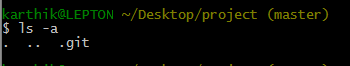 karthik@LEPTON ~/Desktop/project (master)
$ ls -a
.  ..  .git